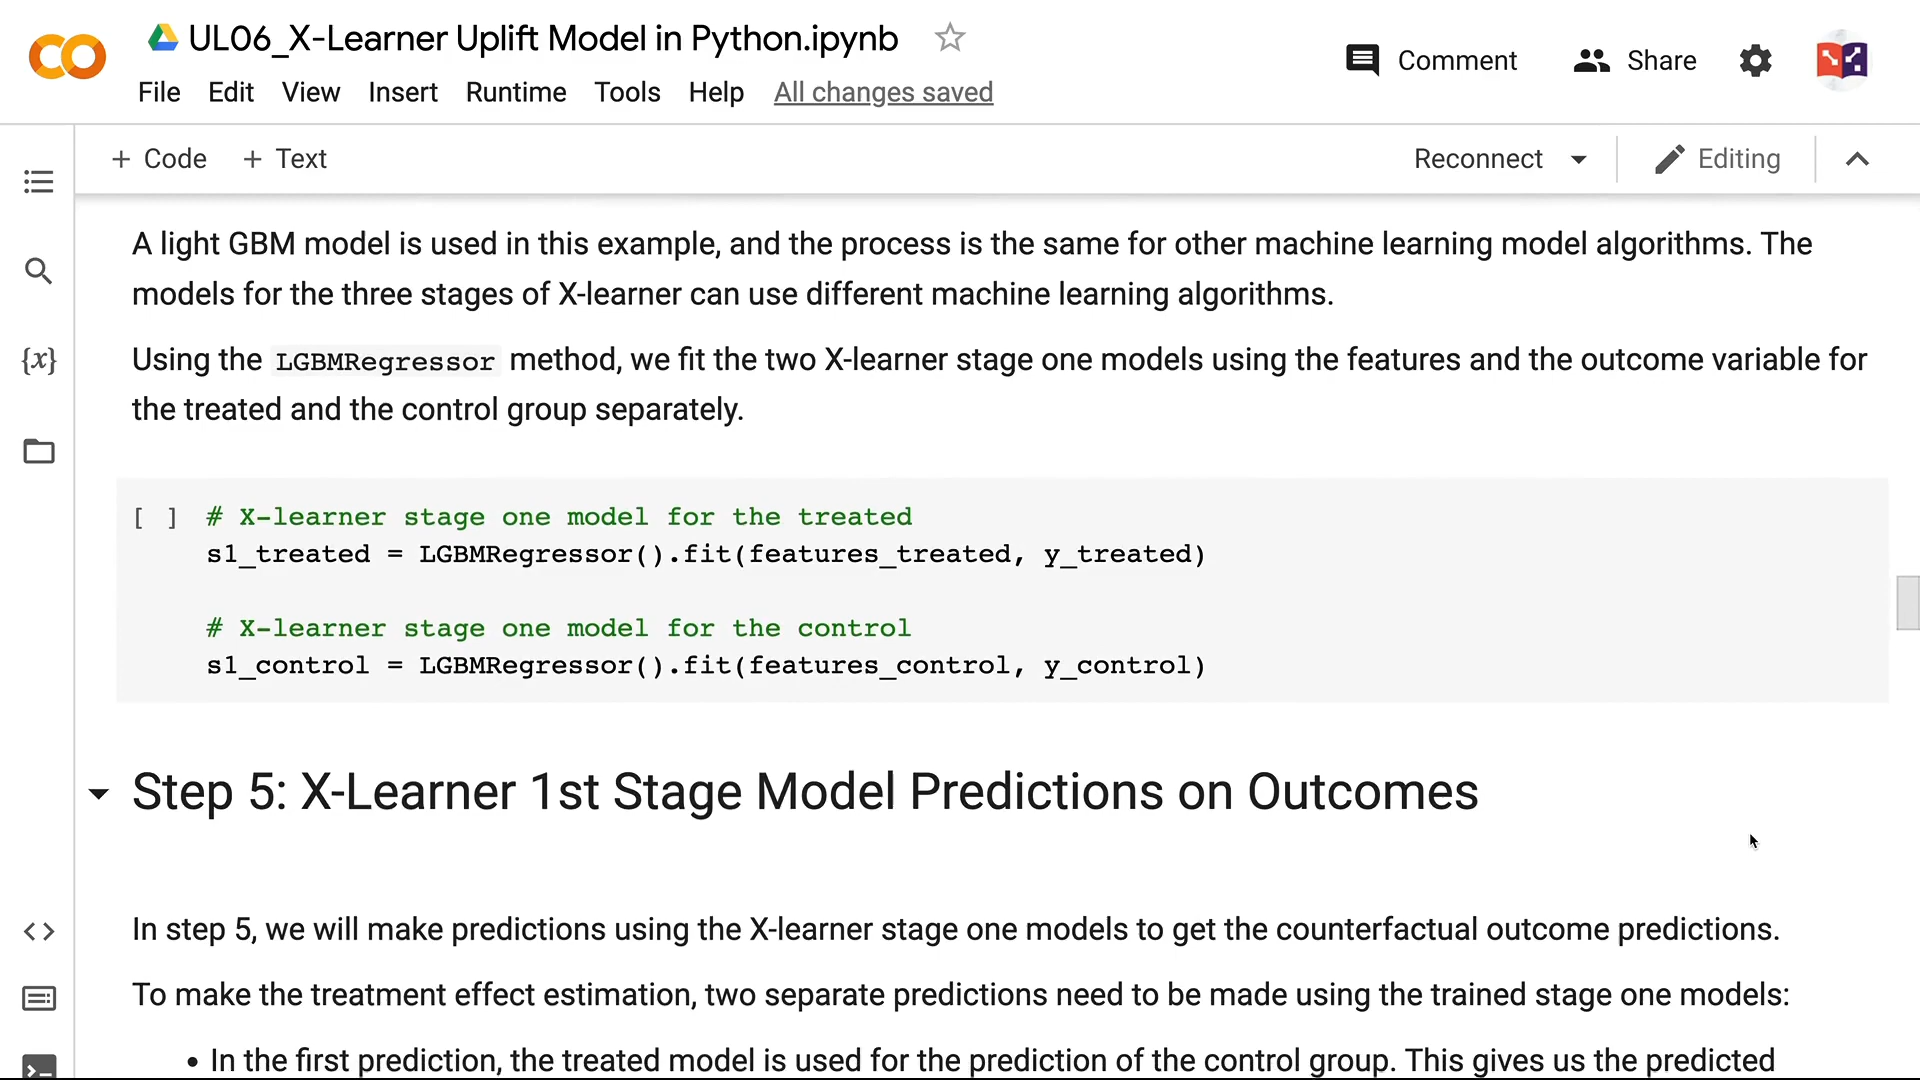 UL06_X-Learner Uplift Model in Python.ipynb
Comment
Share
File Edit View Insert Runtime Tools Help All changes saved
+ Code + Text
Reconnect
Editing
A light GBM model is used in this example, and the process is the same for other machine learning model algorithms. The
models for the three stages of X-learner can use different machine learning algorithms.
{x}
Using the LGBMRegressor method, we fit the two X-learner stage one models using the features and the outcome variable for
the treated and the control group separately.
[ ] # X-learner stage one model for the treated
s1_treated = LGBMRegressor().fit(features_treated, y_treated)
# X-learner stage one model for the control
s1_control = LGBMRegressor().fit(features_control, y_control)
Step 5: X-Learner 1st Stage Model Predictions on Outcomes
In step 5, we will make predictions using the X-learner stage one models to get the counterfactual outcome predictions.
To make the treatment effect estimation, two separate predictions need to be made using the trained stage one models:
• In the first prediction, the treated model is used for the prediction of the control group. This gives us the predicted